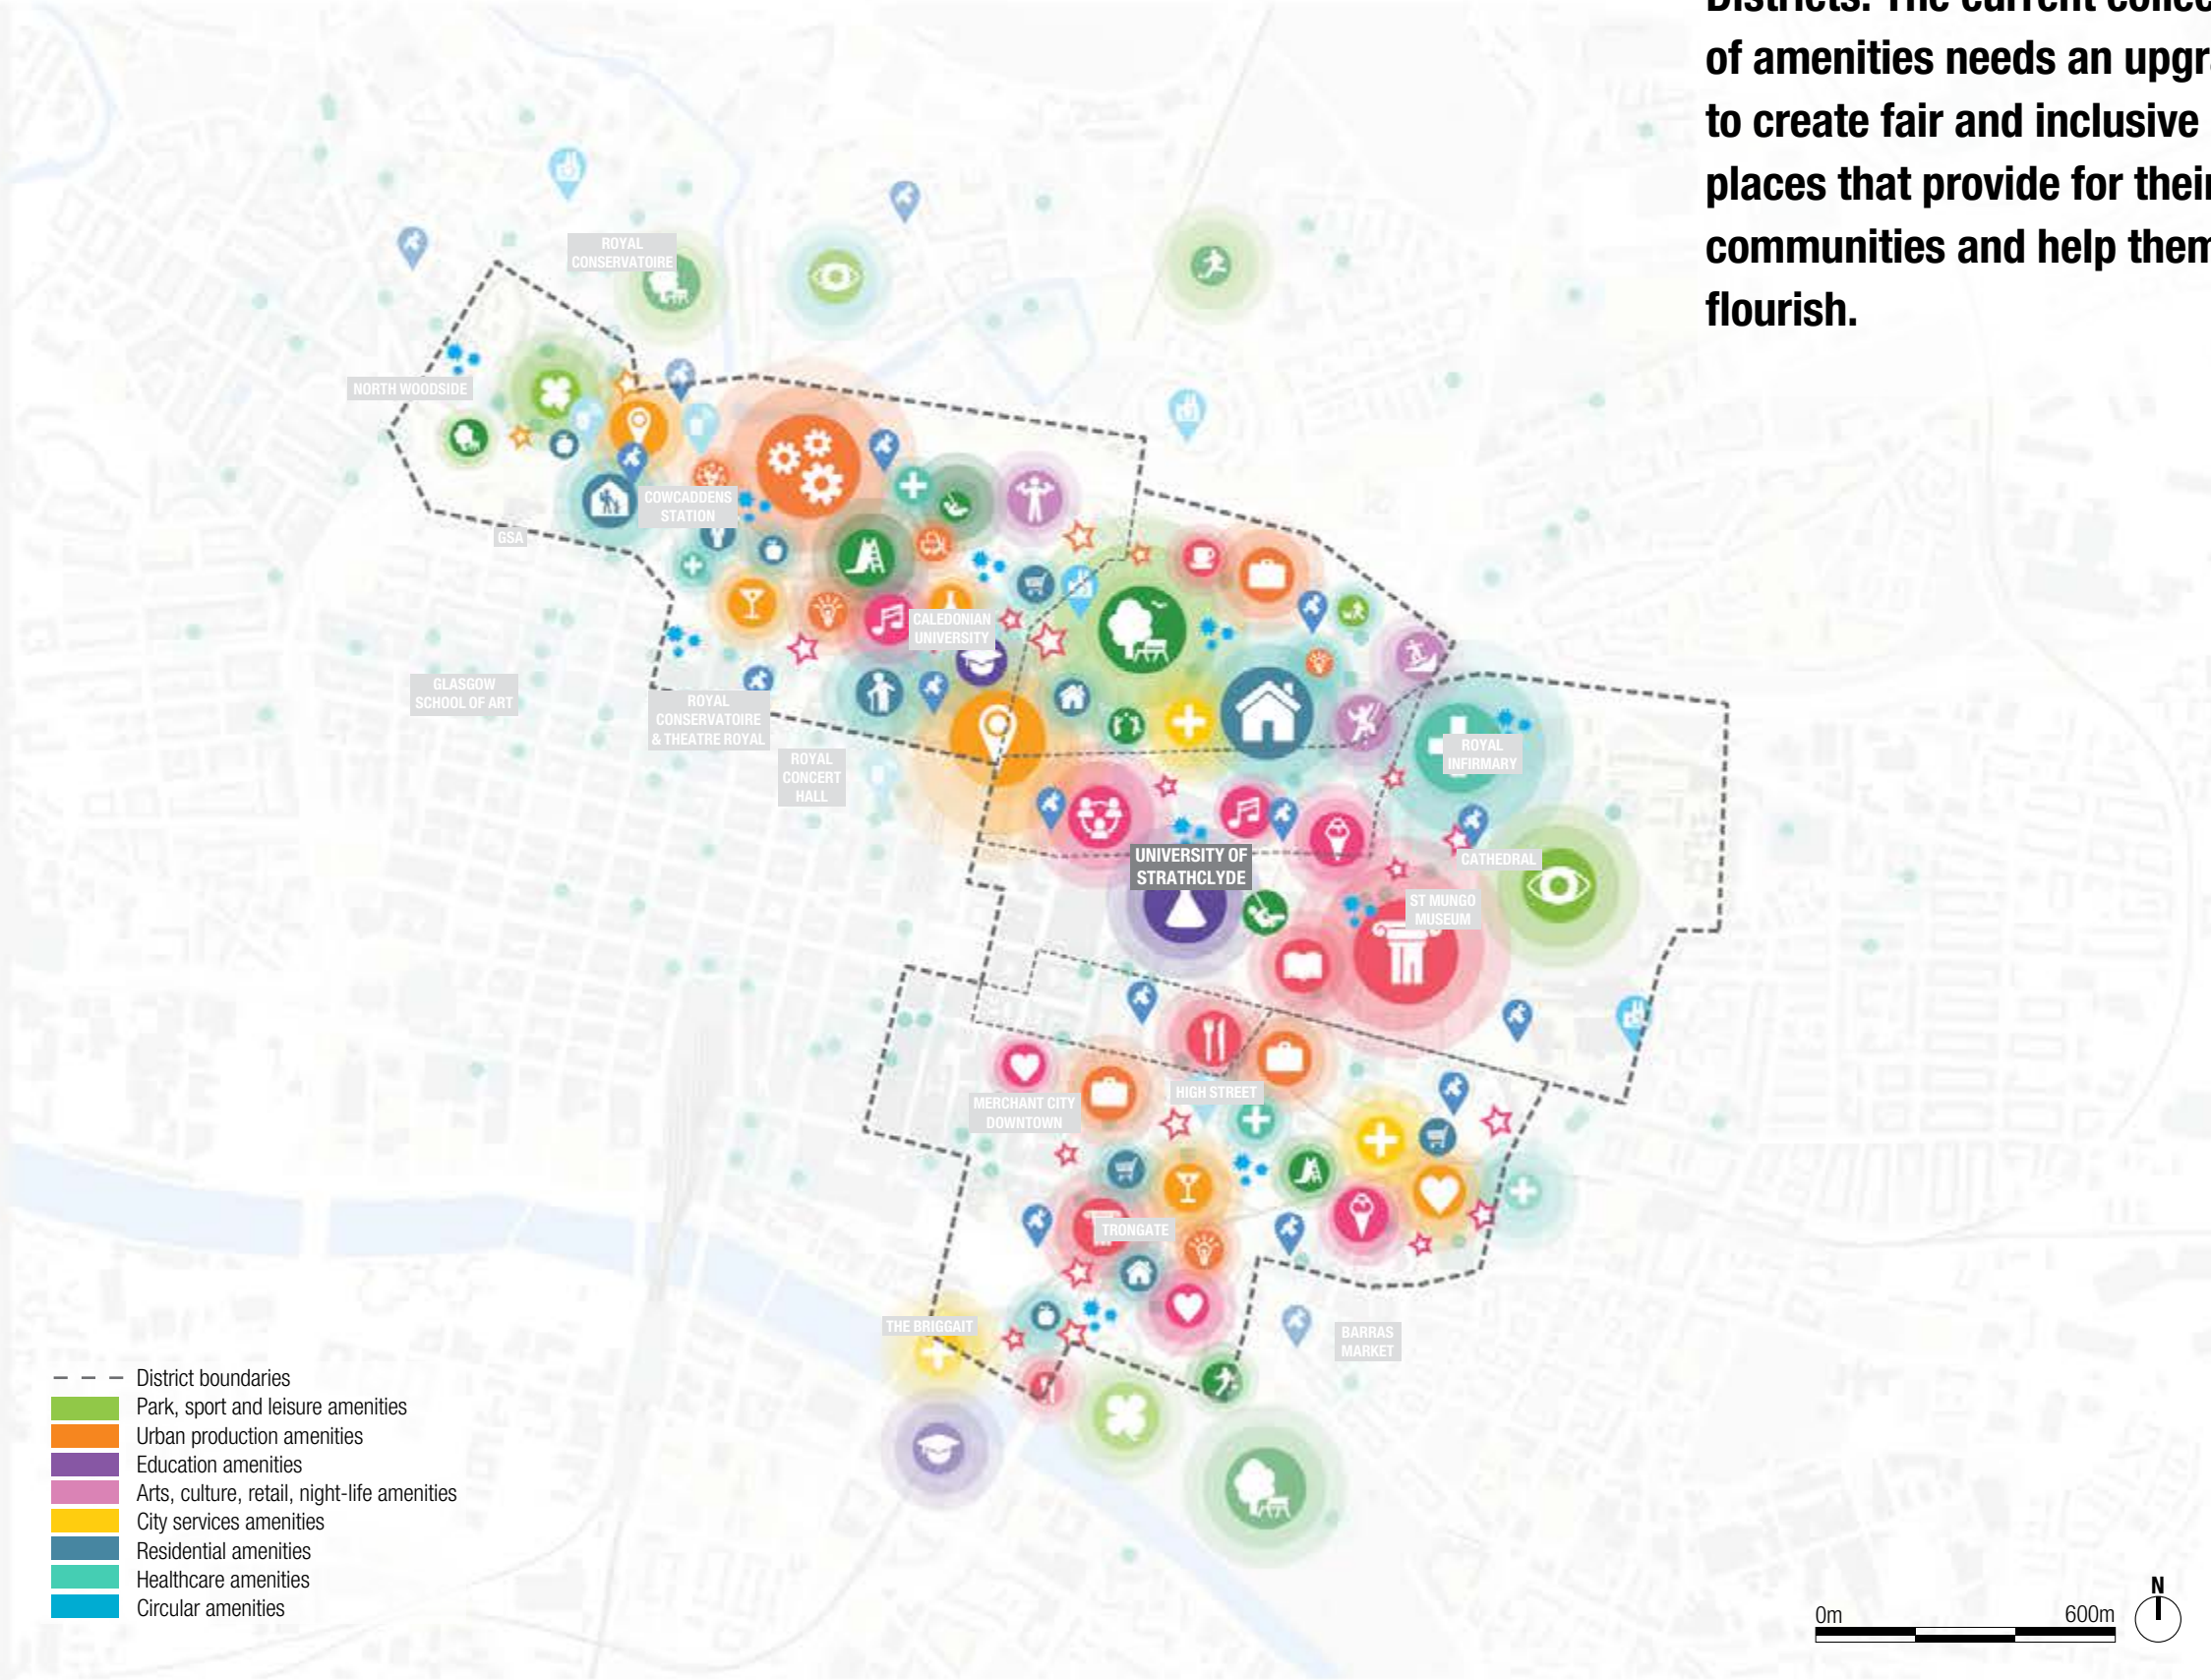 of amenities needs an
to create fair and inclusive
places that provide for
communities and help
flourish.
ROYAL
CONSERVATOIRE
NORTH WOODSIDE
COWCADDENS
STATION
GSA
CALEDONIAN
UNIVERSITY
GLASGOW
SCHOOL OF ART
ROYAL
CONSERVATOIRE
& THEATRE ROYAL
ROYAL
CONCERT
HALL
ROYAL
INFIRMARY
UNIVERSITY OF
STRATHCLYDE
CATHEDRAL
ST MUNGO
MUSEUM
HIGH STREET
MERCHANT CITY
DOWNTOWN
TRONGATE
THE BRIGGAIT
BARRAS
MARKET
District boundaries
Park, sport and leisure amenities
Urban production amenities
Education amenities
Arts, culture, retail, night-life amenities
City services amenities
Residential amenities
Healthcare amenities
Circular amenities
0m 600m
N